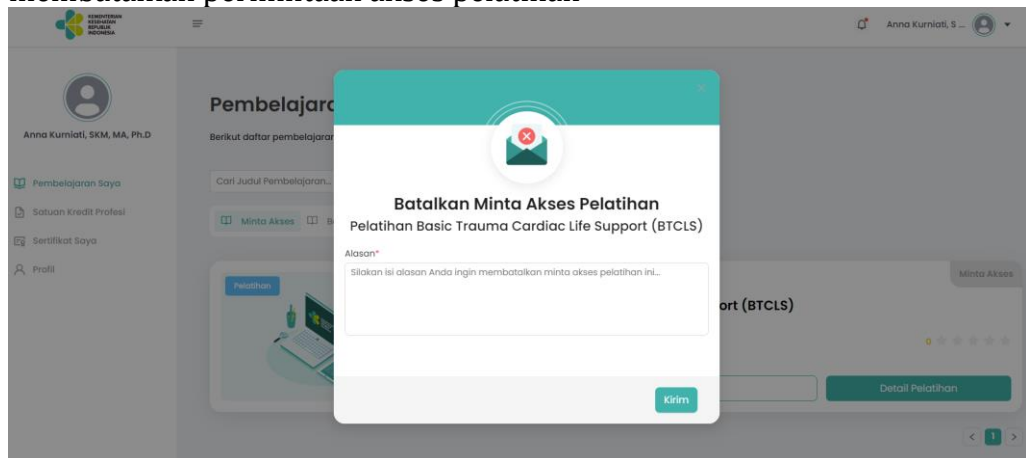 membatalkan permintaan akses pelatihan
KEMENTERIAN
KESEHATAN
REPUBLIK
INDONESIA
Anna Kurniati, S ...
Anna Kurniati, SKM, MA, Ph.D
Pembelajaran Saya
Satuan Kredit Profesi
Sertifikat Saya
Profil
Berikut daftar pembelajaran
Cari Judul Pembelajaran...
Minta Akses
Pelatihan
Batalkan Minta Akses Pelatihan
Pelatihan Basic Trauma Cardiac Life Support (BTCLS)
Alasan*
Silakan isi alasan Anda ingin membatalkan minta akses pelatihan ini...
Kirim
Minta Akses
ort (BTCLS)
0
Detail Pelatihan
< 1 >